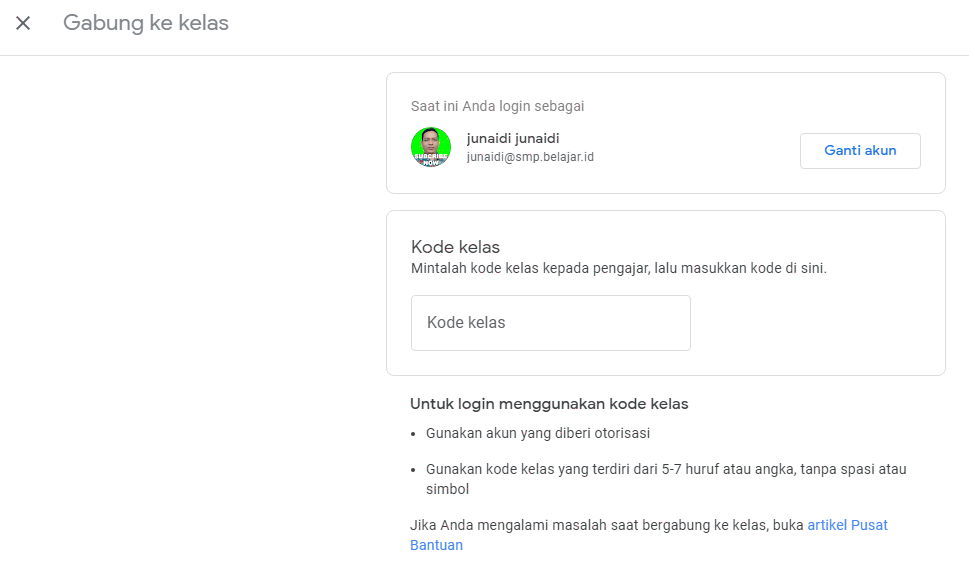 Gabung ke kelas
Saat ini Anda login sebagai
junaidi junaidi
junaidi@smp.belajar.id
SUBCRIBE
NOW
Ganti akun
Kode kelas
Mintalah kode kelas kepada pengajar, lalu masukkan kode di sini.
Kode kelas
Untuk login menggunakan kode kelas
• Gunakan akun yang diberi otorisasi
• Gunakan kode kelas yang terdiri dari 5-7 huruf atau angka, tanpa spasi atau
simbol
Jika Anda mengalami masalah saat bergabung ke kelas, buka artikel Pusat
Bantuan